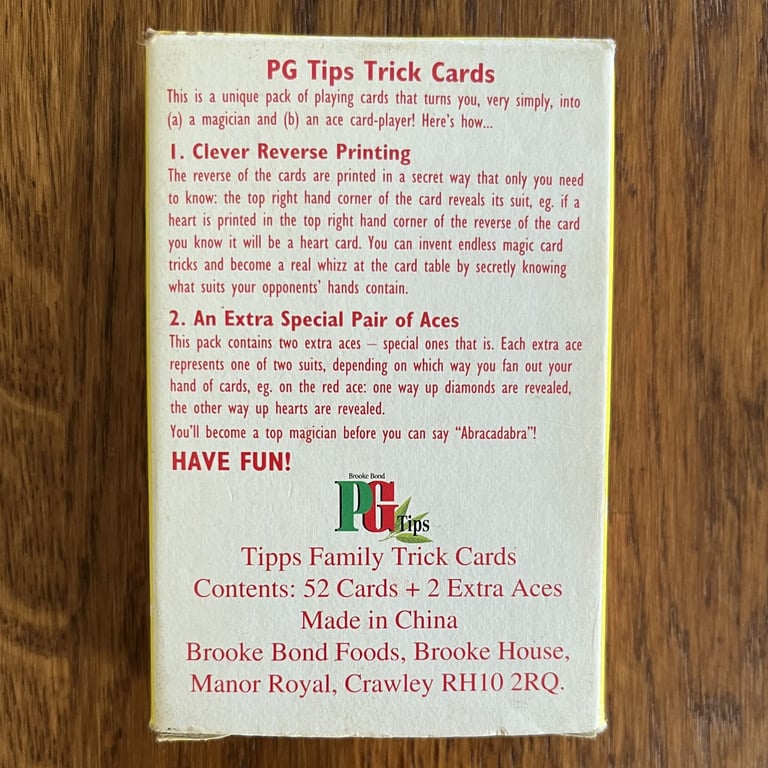 PG Tips Trick Cards
This is a unique pack of playing cards that turns you, very simply, into
(a) a magician and (b) an ace card-player! Here's how...
1. Clever Reverse Printing
The reverse of the cards are printed in a secret way that only you need
to know: the top right hand corner of the card reveals its suit, eg. if a
heart is printed in the top right hand corner of the reverse of the card
you know it will be a heart card. You can invent endless magic card
tricks and become a real whizz at the card table by secretly knowing
what suits your opponents' hands contain.
2. An Extra Special Pair of Aces
This pack contains two extra aces – special ones that is. Each extra ace
represents one of two suits, depending on which way you fan out your
hand of cards, eg. on the red ace: one way up diamonds are revealed,
the other way up hearts are revealed.
You'll become a top magician before you can say "Abracadabra"!
HAVE FUN!
Brooke Bond
PG Tips
Tipps Family Trick Cards
Contents: 52 Cards + 2 Extra Aces
Made in China
Brooke Bond Foods, Brooke House,
Manor Royal, Crawley RH10 2RQ.